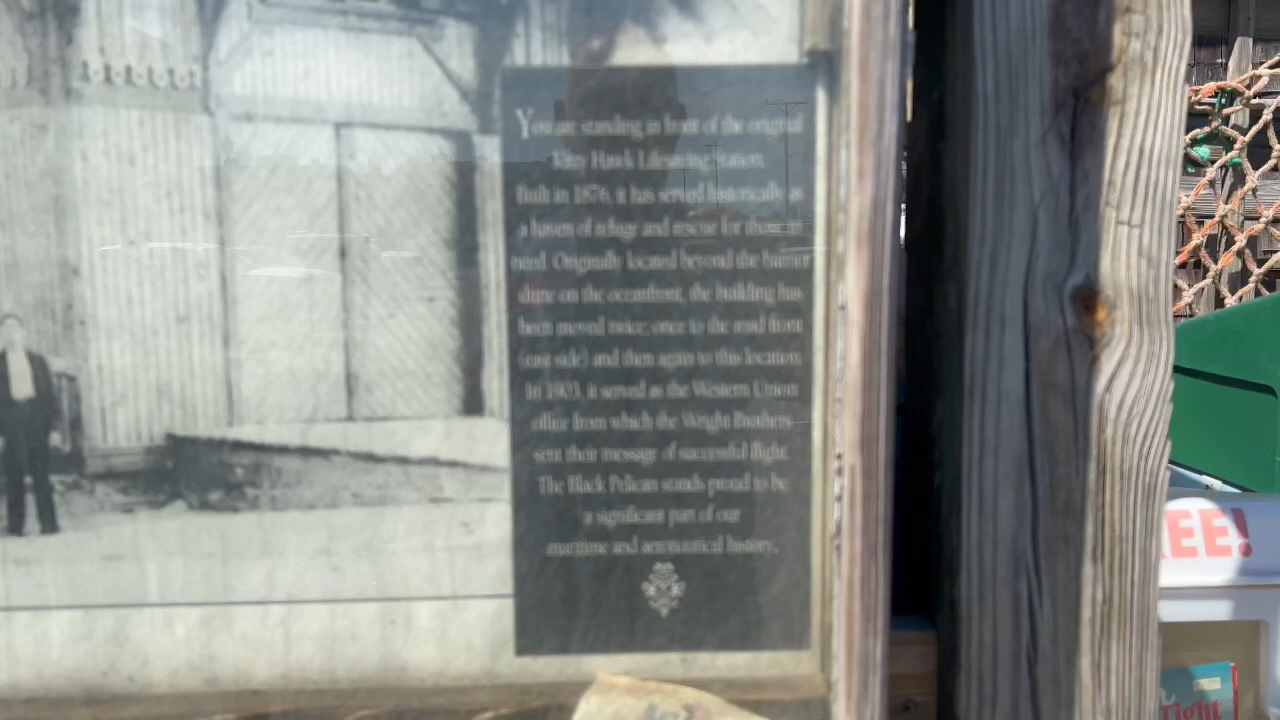 You are standing in front of the original
Kitty Hawk Lifesaving Station.
Built in 1876, it has served historically as
a haven of refuge and rescue for those in
need. Originally located beyond the barrier
dune on the oceanfront, the building has
been moved twice; once to the road front
(east side) and then again to this location.
In 1903, it served as the Western Union
office from which the Wright Brothers
sent their message of successful flight.
The Black Pelican stands proud to be
a significant part of our
maritime and aeronautical history.
EE!
Tight